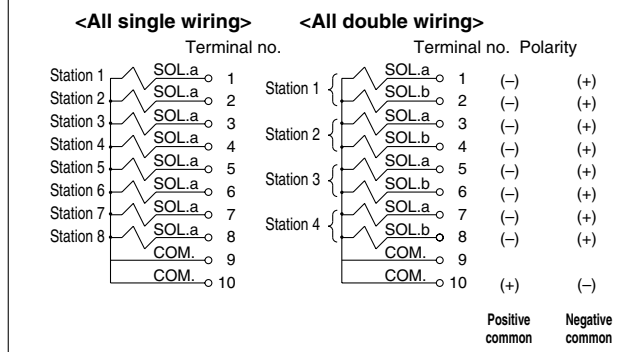 <All single wiring> <All double wiring>
Terminal no. Terminal no. Polarity
Station 1 SOL.a 1 Station 1 SOL.a 1 (–) (+)
Station 2 SOL.a 2 SOL.b 2 (–) (+)
Station 3 SOL.a 3 Station 2 SOL.a 3 (–) (+)
Station 4 SOL.a 4 SOL.b 4 (–) (+)
Station 5 SOL.a 5 Station 3 SOL.a 5 (–) (+)
Station 6 SOL.a 6 SOL.b 6 (–) (+)
Station 7 SOL.a 7 Station 4 SOL.a 7 (–) (+)
Station 8 SOL.a 8 SOL.b 8 (–) (+)
COM. 9 COM. 9
COM. 10 COM. 10 (+) (–)
Positive Negative
common common